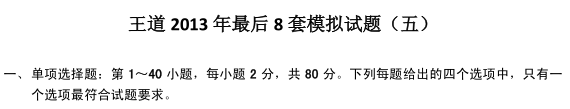 王道 2013 年最后 8 套模拟试题（五）
一、单项选择题：第 1～40 小题，每小题 2 分，共 80 分。下列每题给出的四个选项中，只有一
个选项最符合试题要求。